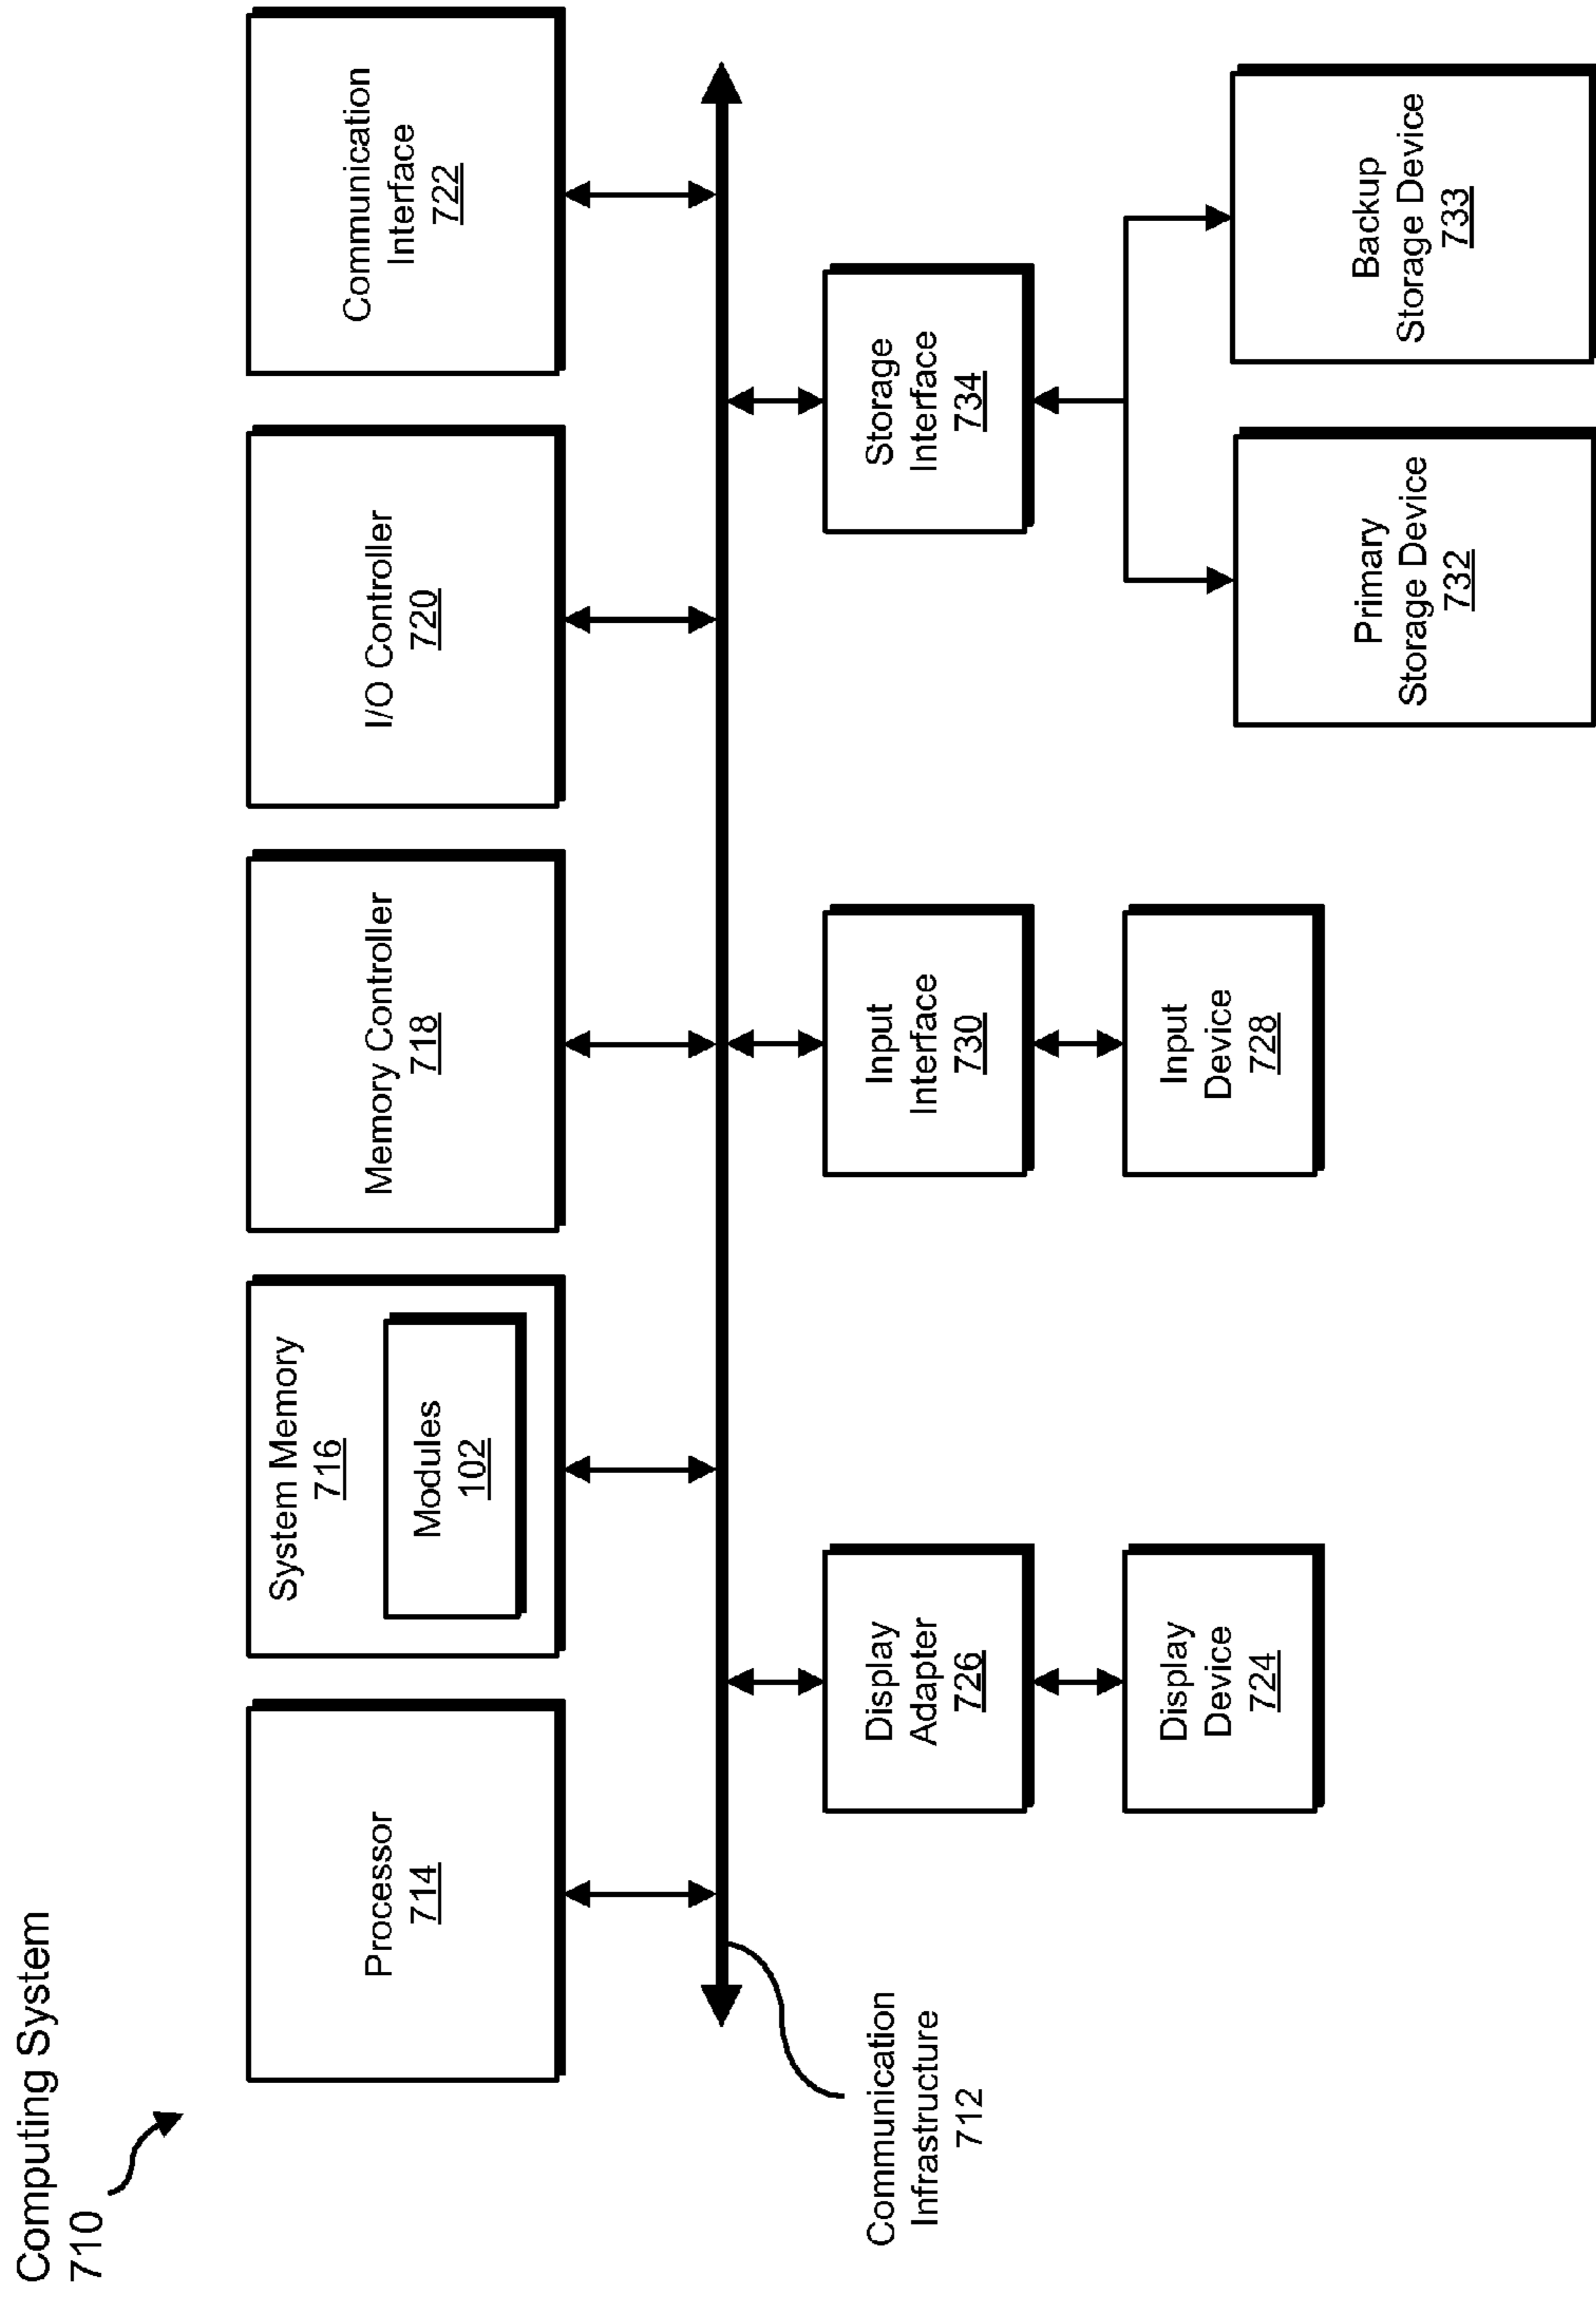 Computing System
710
Processor
714
System Memory
716
Modules
102
Memory Controller
718
I/O Controller
720
Communication
Interface
722
Communication
Infrastructure
712
Display
Adapter
726
Input
Interface
730
Storage
Interface
734
Display
Device
724
Input
Device
728
Primary
Storage Device
732
Backup
Storage Device
733